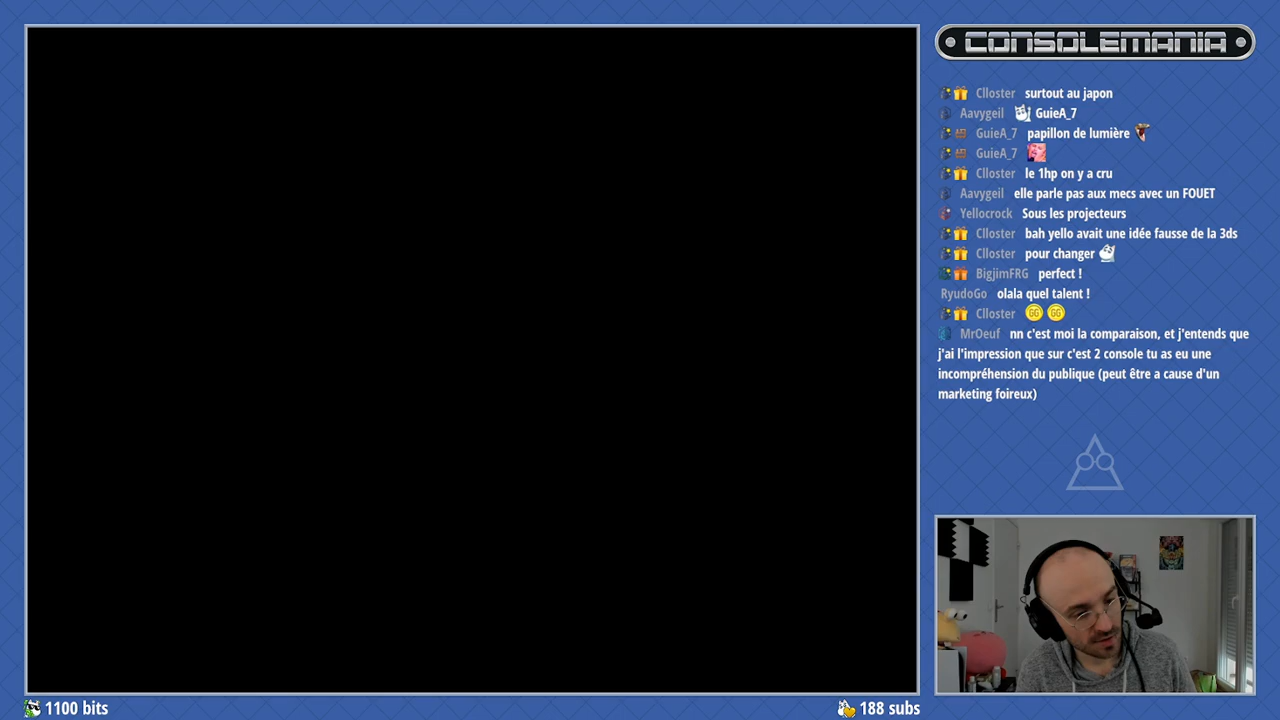 CONSOLEMANIA
Clloster surtout au japon
Aavygeil GuieA_7
GuieA_7 papillon de lumière
GuieA_7
Clloster le 1hp on y a cru
Aavygeil elle parle pas aux mecs avec un FOUET
Yellocrock Sous les projecteurs
Clloster bah yello avait une idée fausse de la 3ds
Clloster pour changer
BigjimFRG perfect !
RyudoGo olala quel talent !
Clloster GG GG
MrOeuf nn c'est moi la comparaison, et j'entends que
j'ai l'impression que sur c'est 2 console tu as eu une
incompréhension du publique (peut être a cause d'un
marketing foireux)
1100 bits
188 subs